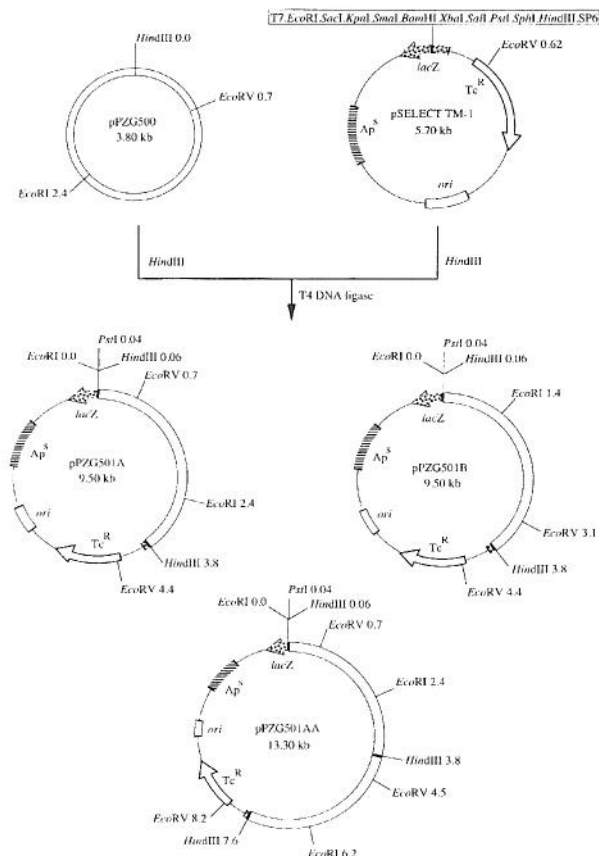 T7.EcoRI.SacI.KpnI.SmaI.BamHI.XbaI.SalI.PstI.SphI.HindIII.SP6
HindIII 0.0
EcoRV 0.7
pPZG500
3.80 kb
EcoRI 2.4
EcoRV 0.62
lacZ
Tc R
pSELECT TM-1
5.70 kb
Ap s
ori
HindIII
HindIII
T4 DNA ligase
PstI 0.04
EcoRI 0.0
HindIII 0.06
EcoRV 0.7
lacZ
Ap s
pPZG501A
9.50 kb
EcoRI 2.4
ori
Tc R
HindIII 3.8
EcoRV 4.4
PstI 0.04
EcoRI 0.0
HindIII 0.06
EcoRI 1.4
lacZ
Ap s
pPZG501B
9.50 kb
EcoRV 3.1
ori
Tc R
HindIII 3.8
EcoRV 4.4
PstI 0.04
EcoRI 0.0
HindIII 0.06
EcoRV 0.7
lacZ
Ap s
EcoRI 2.4
ori
pPZG501AA
13.30 kb
HindIII 3.8
Tc R
EcoRV 4.5
EcoRV 8.2
HindIII 7.6
EcoRI 6.2